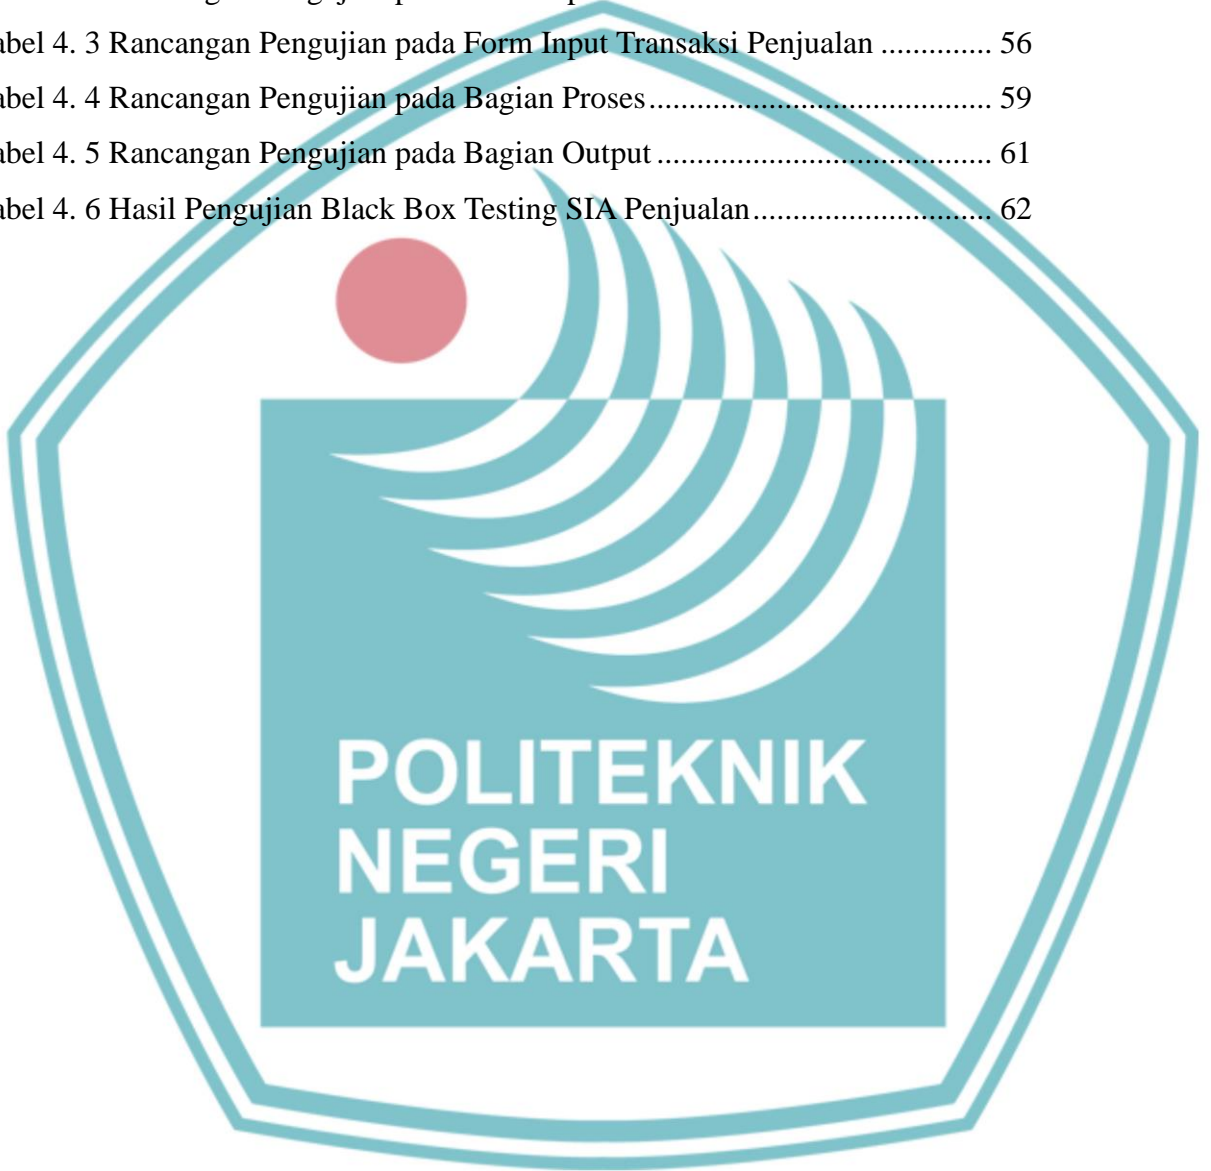 abel 4. 3 Rancangan Pengujian pada Form Input Transaksi Penjualan .............. 56
abel 4. 4 Rancangan Pengujian pada Bagian Proses........................................... 59
abel 4. 5 Rancangan Pengujian pada Bagian Output .......................................... 61
abel 4. 6 Hasil Pengujian Black Box Testing SIA Penjualan.............................. 62
POLITEKNIK
NEGERI
JAKARTA